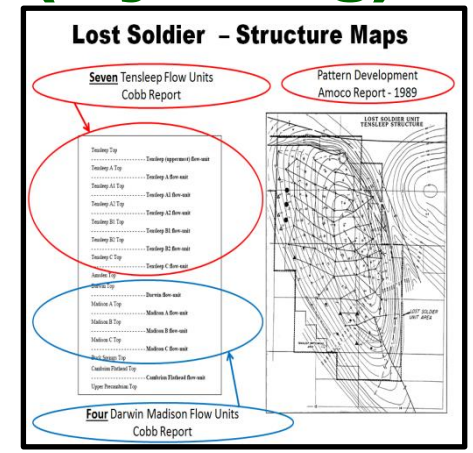 Lost Soldier – Structure Maps
Seven Tensleep Flow Units
Cobb Report
Pattern Development
Amoco Report - 1989
Tensleep Top
Tensleep (uppermost) flow-unit
Tensleep A Top
Tensleep A flow-unit
Tensleep A1 Top
Tensleep A1 flow-unit
Tensleep A2 Top
Tensleep A2 flow-unit
Tensleep B1 Top
Tensleep B1 flow-unit
Tensleep B2 Top
Tensleep B2 flow-unit
Tensleep C Top
Tensleep C flow-unit
Amsden Top
Darwin Top
Darwin flow-unit
Madison A Top
Madison A flow-unit
Madison B Top
Madison B flow-unit
Madison C Top
Madison C flow-unit
Buck Springs Top
Cambrian Flathead Top
Cambrian Flathead flow-unit
Upper Precambrian Top
LOST SOLDIER UNIT
TENSLEEP STRUCTURE
LOST SOLDIER
UNIT AREA
Four Darwin Madison Flow Units
Cobb Report